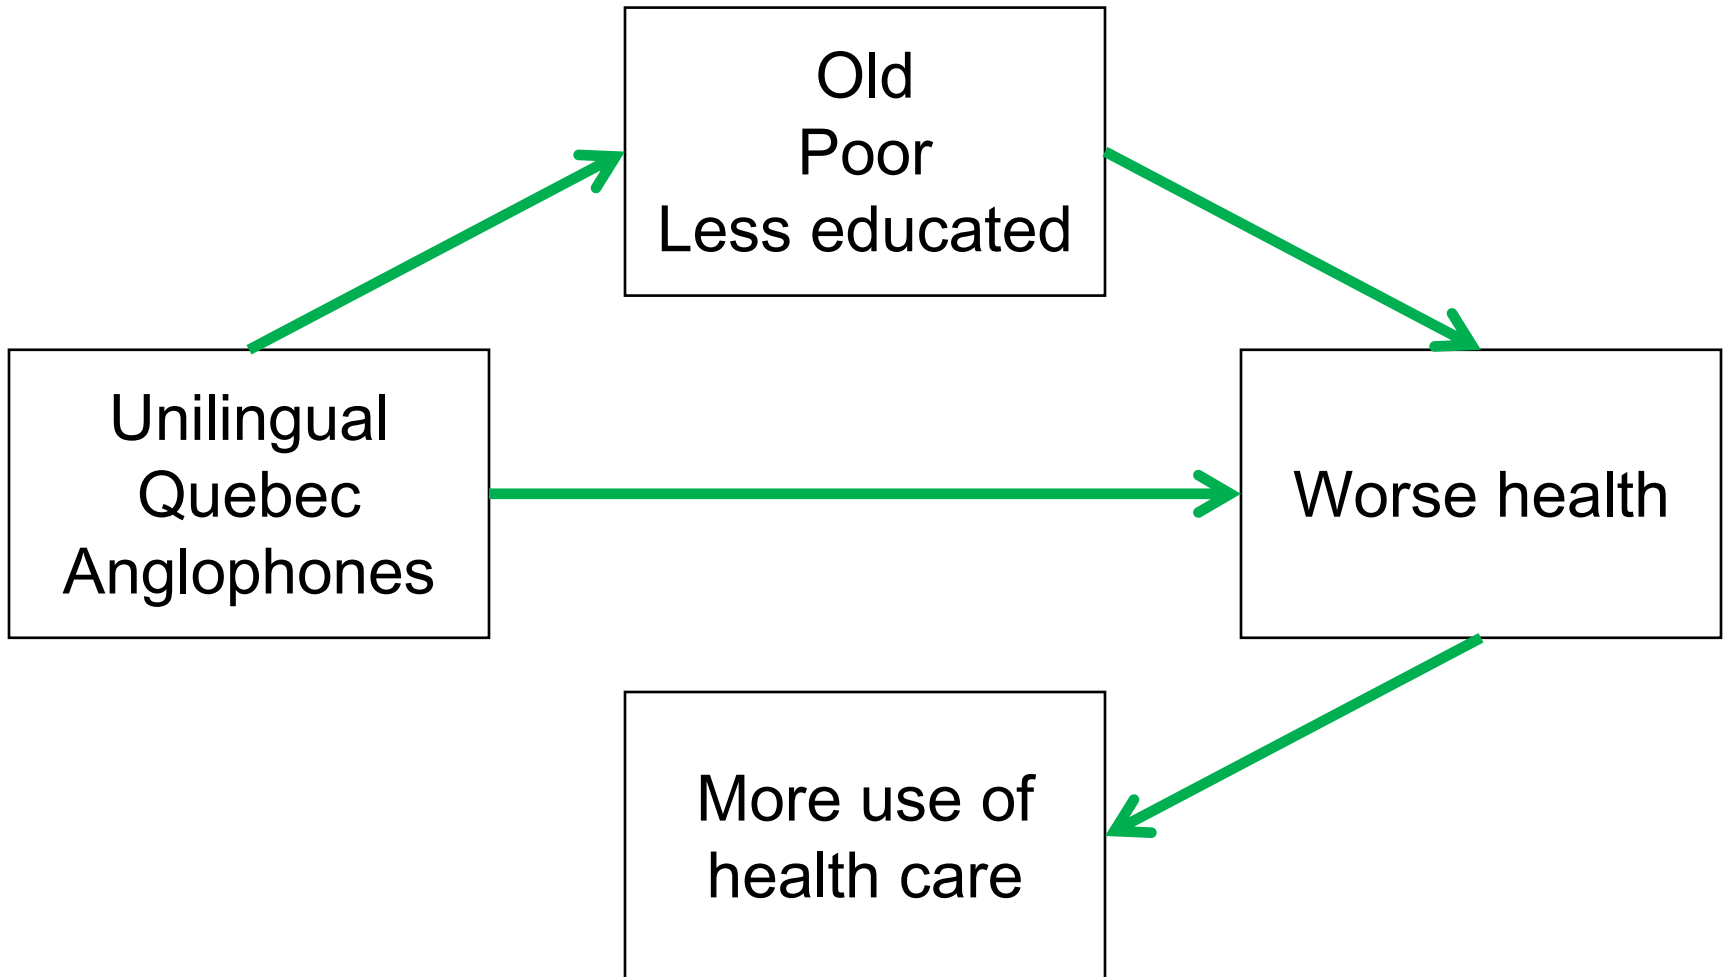 Old
Poor
Less educated
Unilingual
Quebec
Anglophones
Worse health
More use of
health care